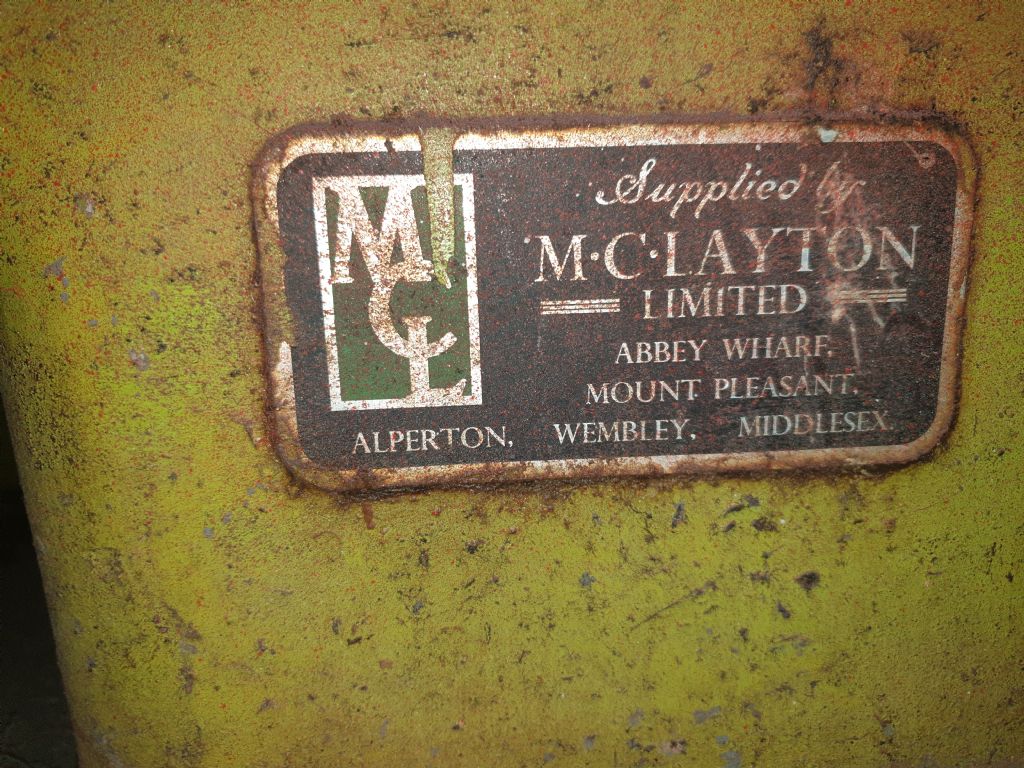 MCL
Supplied by
M·C·LAYTON
LIMITED
ABBEY WHARF,
MOUNT PLEASANT,
ALPERTON, WEMBLEY, MIDDLESEX.